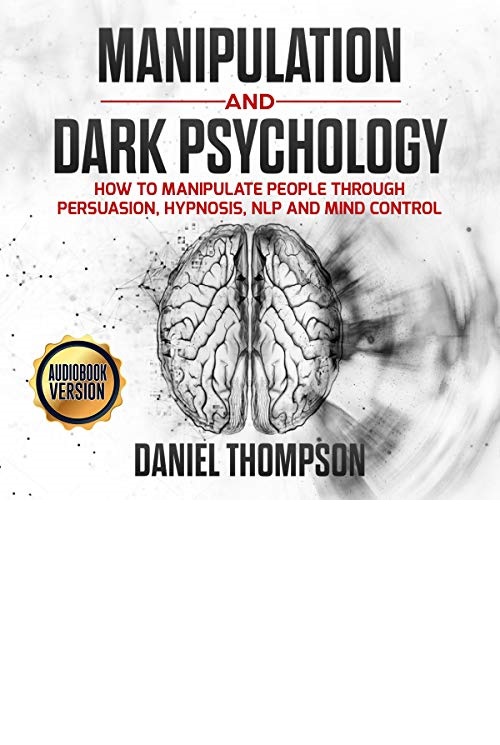 MANIPULATION
AND
DARK PSYCHOLOGY
HOW TO MANIPULATE PEOPLE THROUGH
PERSUASION, HYPNOSIS, NLP AND MIND CONTROL
AUDIOBOOK
VERSION
DANIEL THOMPSON